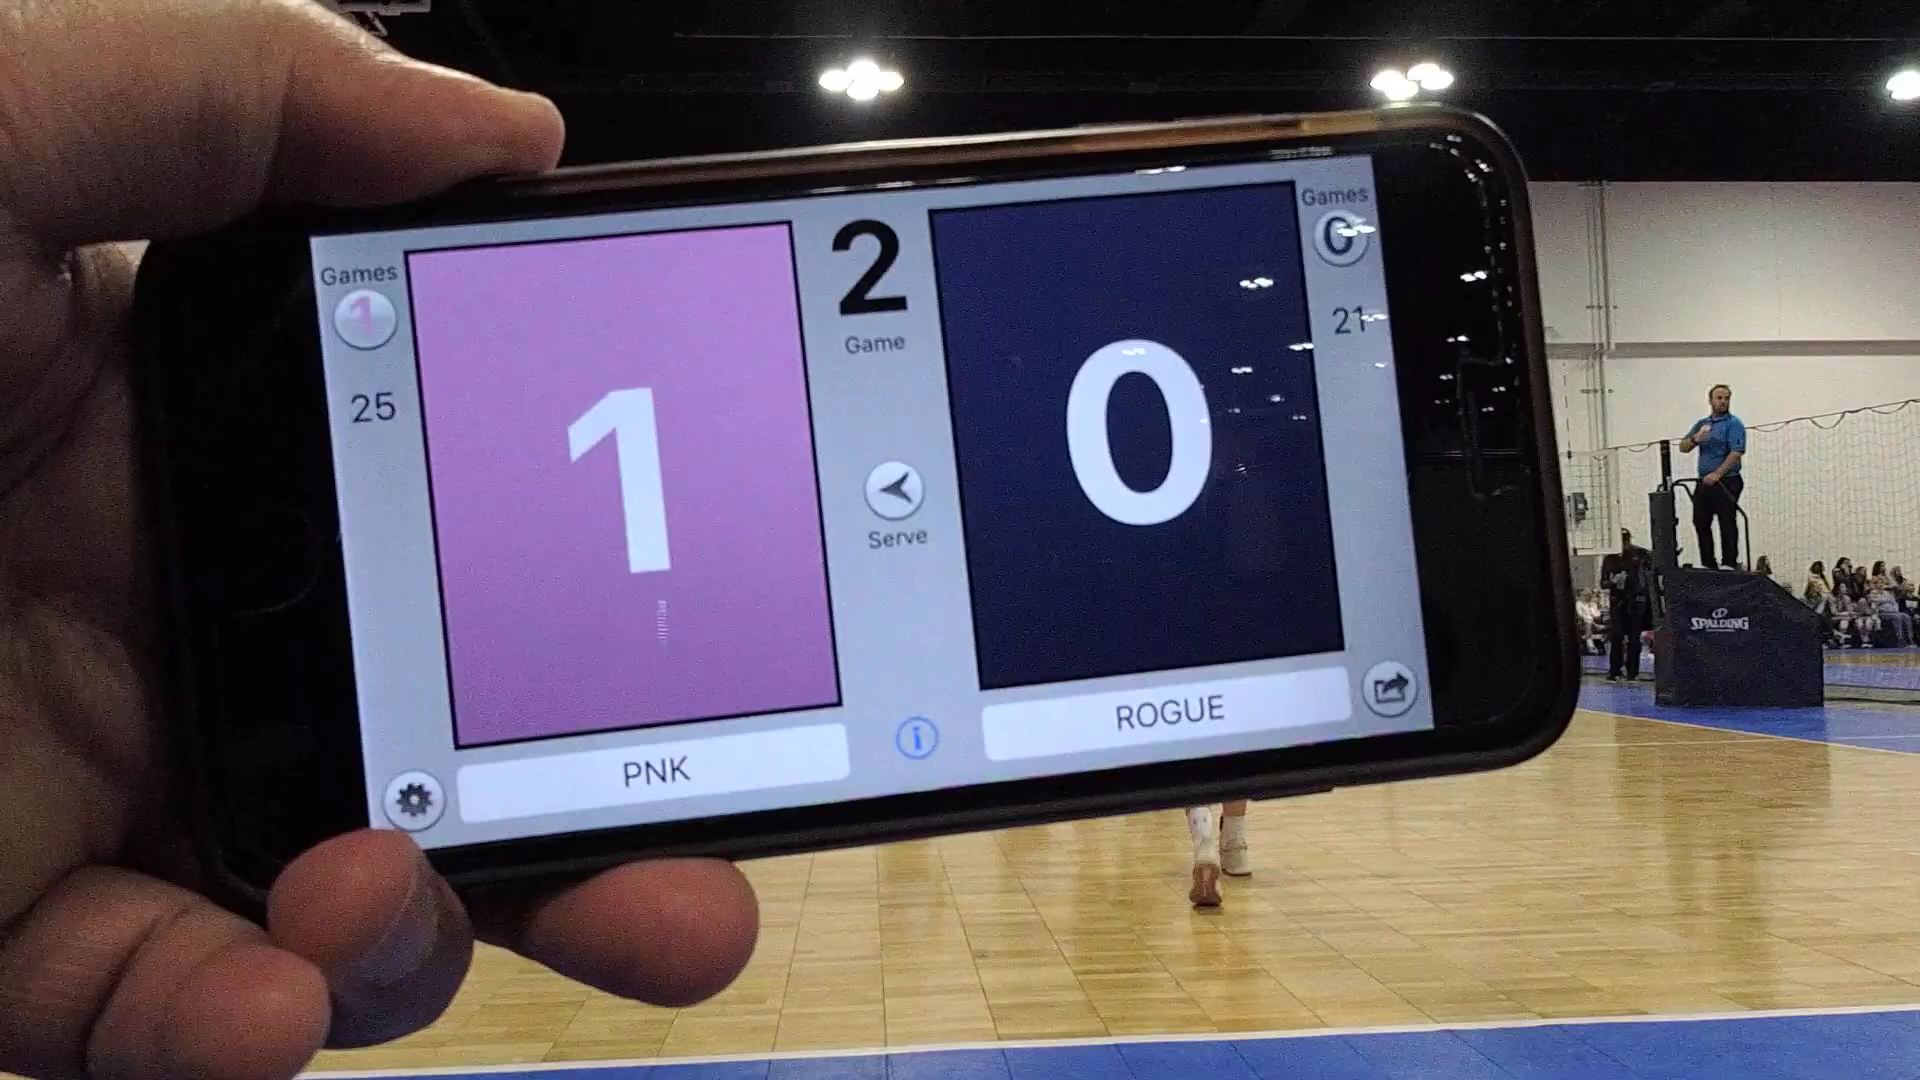 Games
1
25
1
PNK
2
Game
Serve
0
ROGUE
Games
0
21
SPALDING